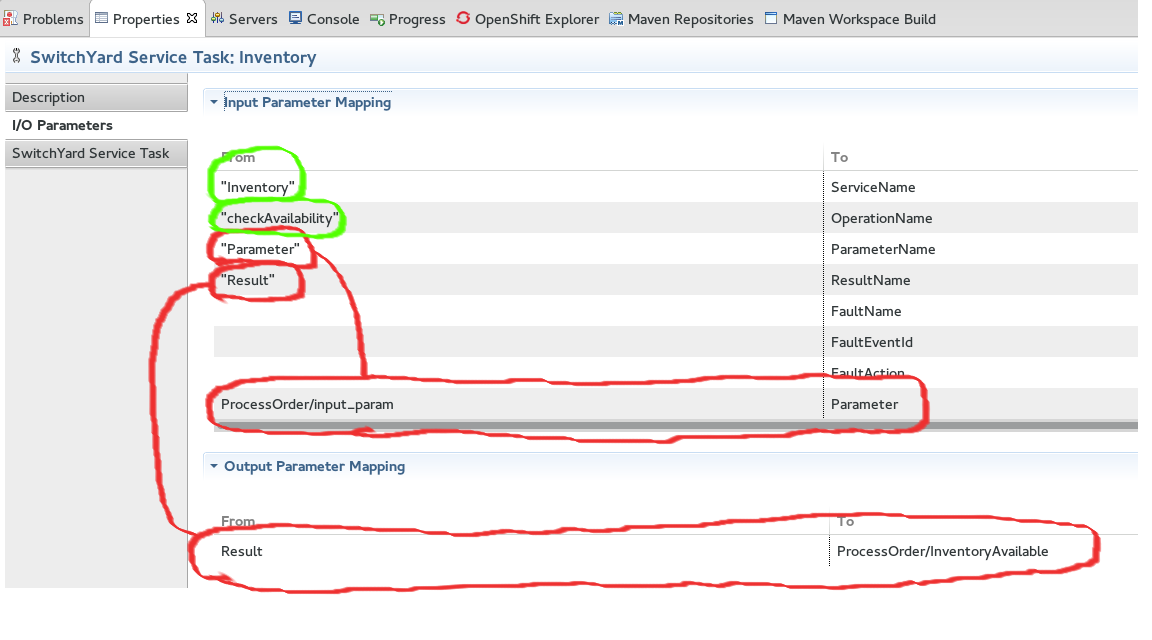 Problems Properties Servers Console Progress OpenShift Explorer Maven Repositories Maven Workspace Build
SwitchYard Service Task: Inventory
Description
I/O Parameters
SwitchYard Service Task
Input Parameter Mapping
From To
"Inventory" ServiceName
"checkAvailability" OperationName
"Parameter" ParameterName
"Result" ResultName
FaultName
FaultEventId
FaultAction
ProcessOrder/input_param Parameter
Output Parameter Mapping
From To
Result ProcessOrder/InventoryAvailable